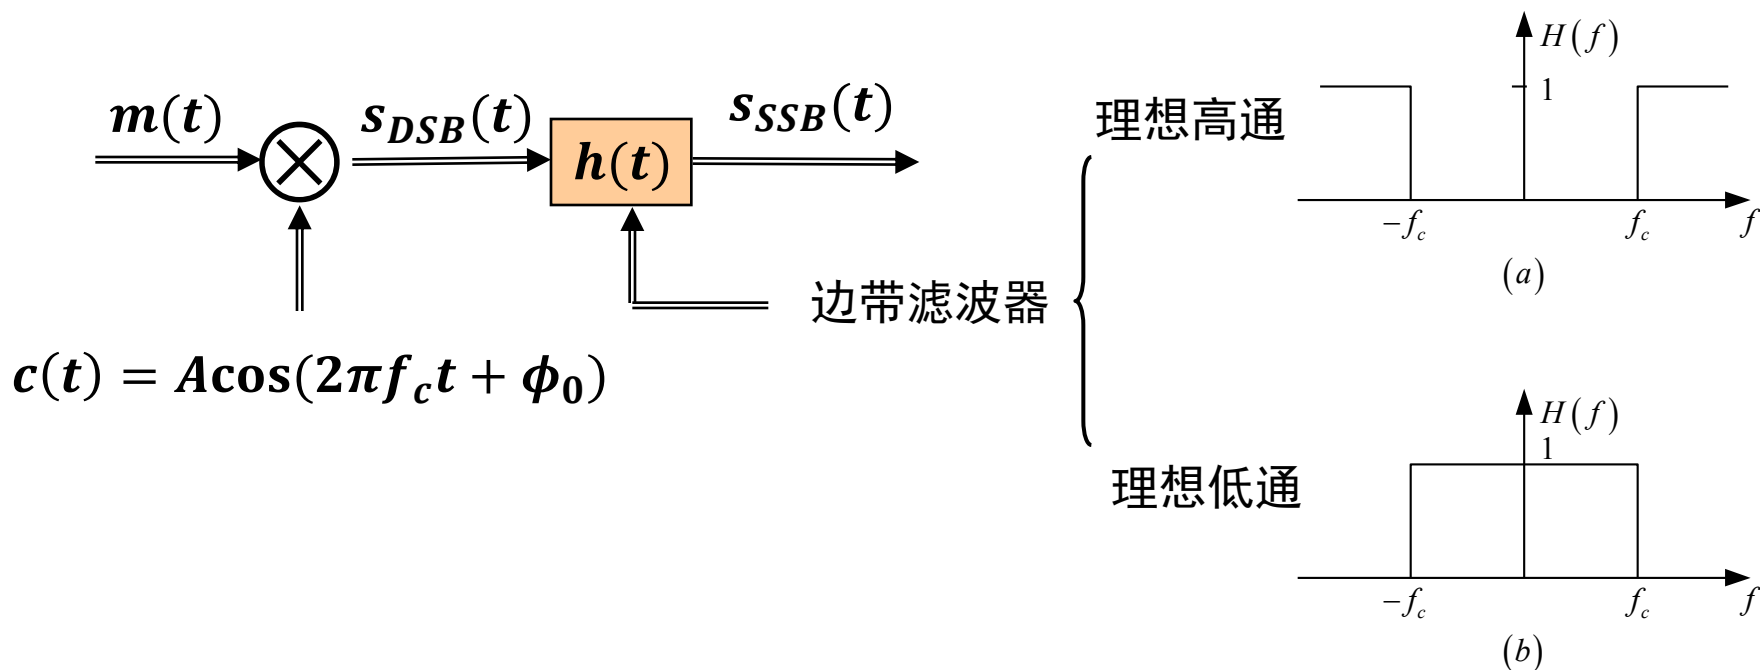 m(t)
s_DSB(t)
h(t)
s_SSB(t)
c(t) = Acos(2πf_c t + ϕ_0)
边带滤波器
理想高通
H(f)
1
−f_c
f_c
f
(a)
理想低通
H(f)
1
−f_c
f_c
f
(b)